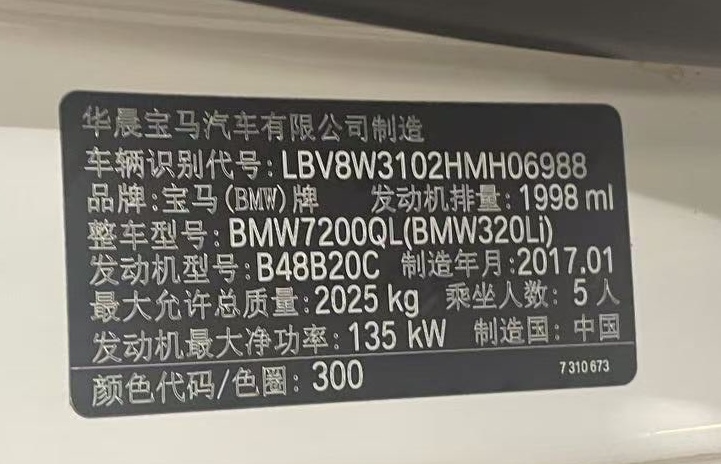 华晨宝马汽车有限公司制造
车辆识别代号:LBV8W3102HMH06988
品牌:宝马(BMW)牌 发动机排量:1998 ml
整车型号:BMW7200QL(BMW320Li)
发动机型号:B48B20C 制造年月:2017.01
最大允许总质量:2025 kg 乘坐人数:5人
发动机最大净功率:135 kW 制造国:中国
颜色代码/色圈:300 7 310 673